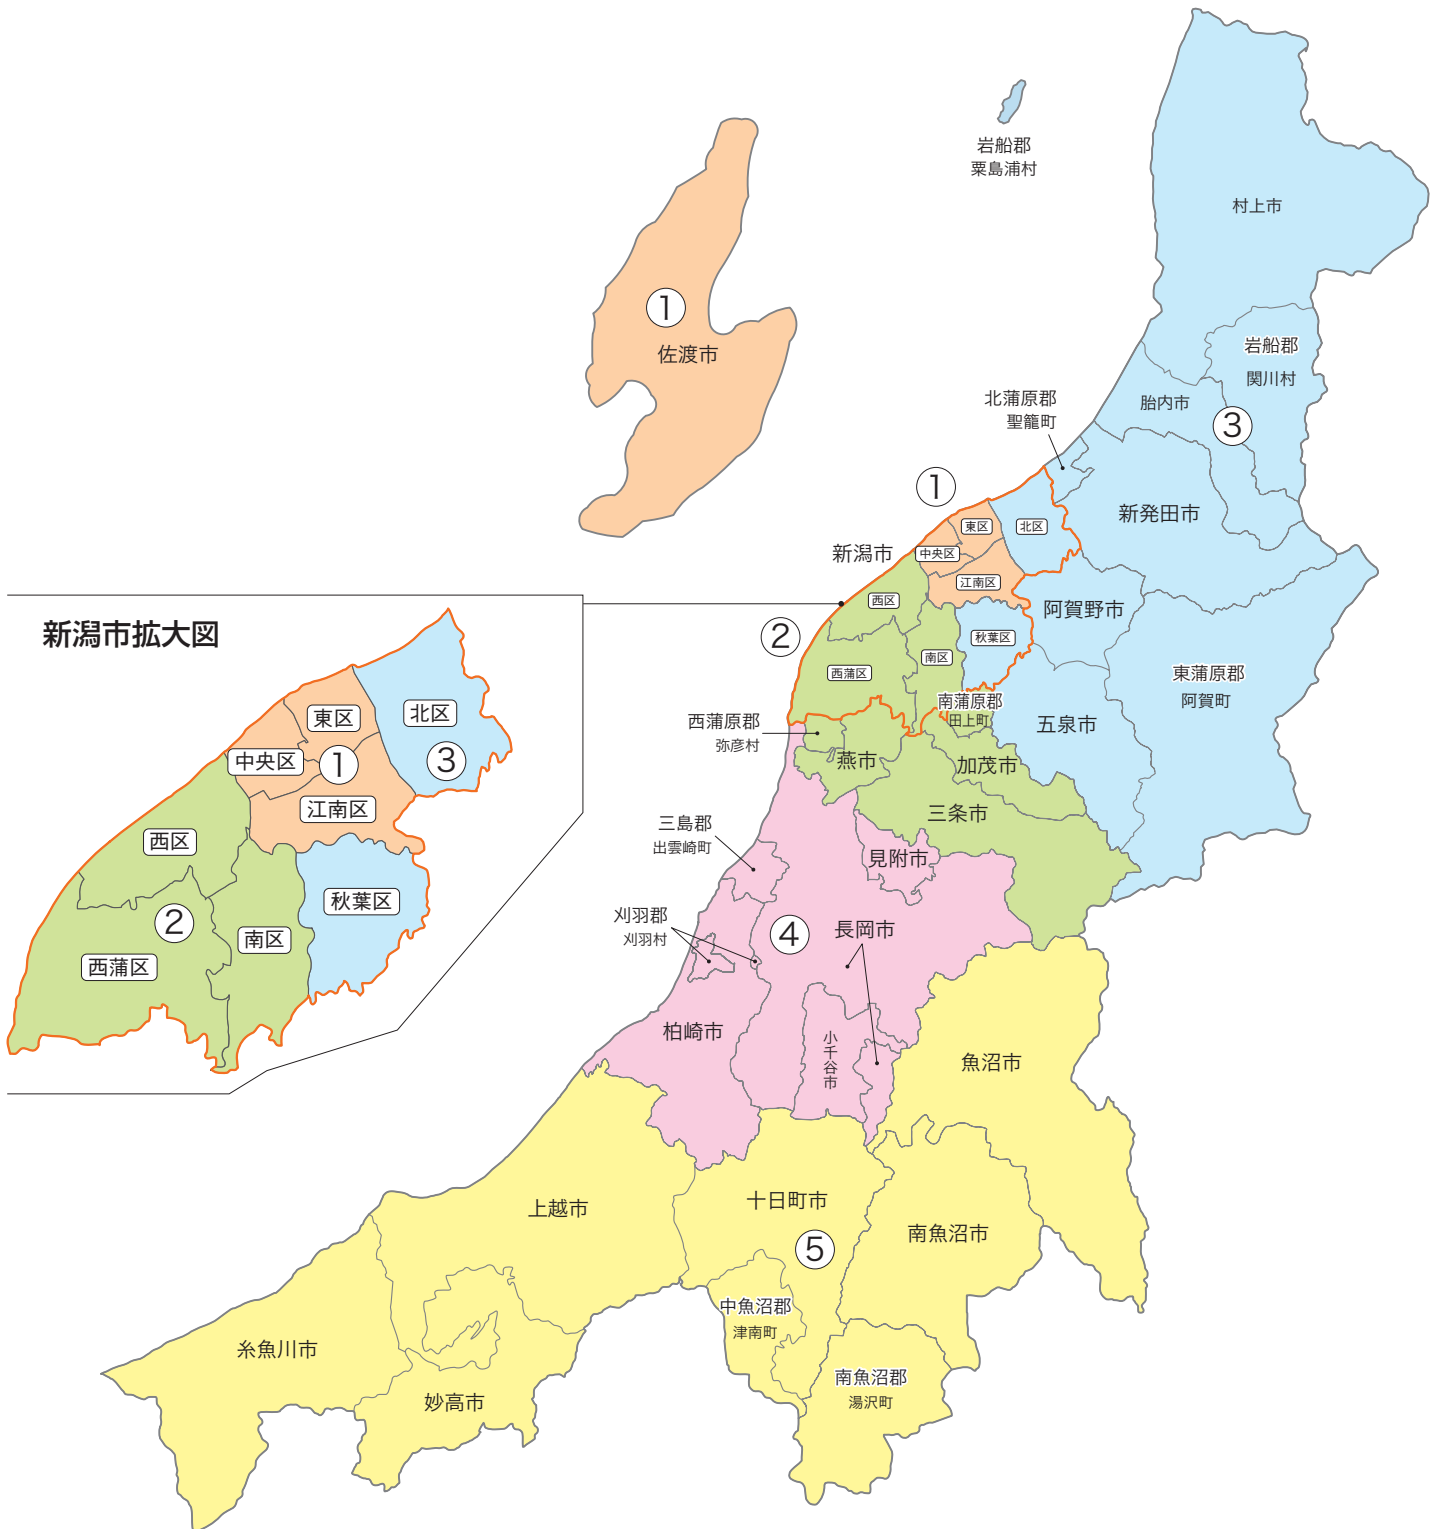 岩船郡
粟島浦村
村上市
①
佐渡市
岩船郡
関川村
胎内市
③
北蒲原郡
聖籠町
新発田市
①
東区
北区
新潟市
中央区
江南区
西区
阿賀野市
②
秋葉区
南区
西蒲区
東蒲原郡
阿賀町
南蒲原郡
田上町
西蒲原郡
弥彦村
五泉市
燕市
加茂市
三条市
三島郡
出雲崎町
見附市
刈羽郡
刈羽村
④
長岡市
柏崎市
小千谷市
魚沼市
上越市
十日町市
⑤
南魚沼市
中魚沼郡
津南町
糸魚川市
妙高市
南魚沼郡
湯沢町
新潟市拡大図
東区
北区
中央区
①
③
江南区
西区
秋葉区
②
南区
西蒲区